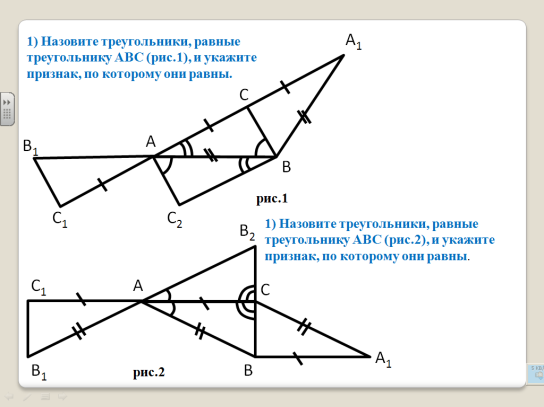 1) Назовите треугольники, равные
треугольнику АВС (рис.1), и укажите
признак, по которому они равны.
A₁
C
B₁
A
B
C₁
C₂
рис.1
1) Назовите треугольники, равные
треугольнику АВС (рис.2), и укажите
признак, по которому они равны.
B₂
C₁
A
C
B₁
рис.2
B
A₁